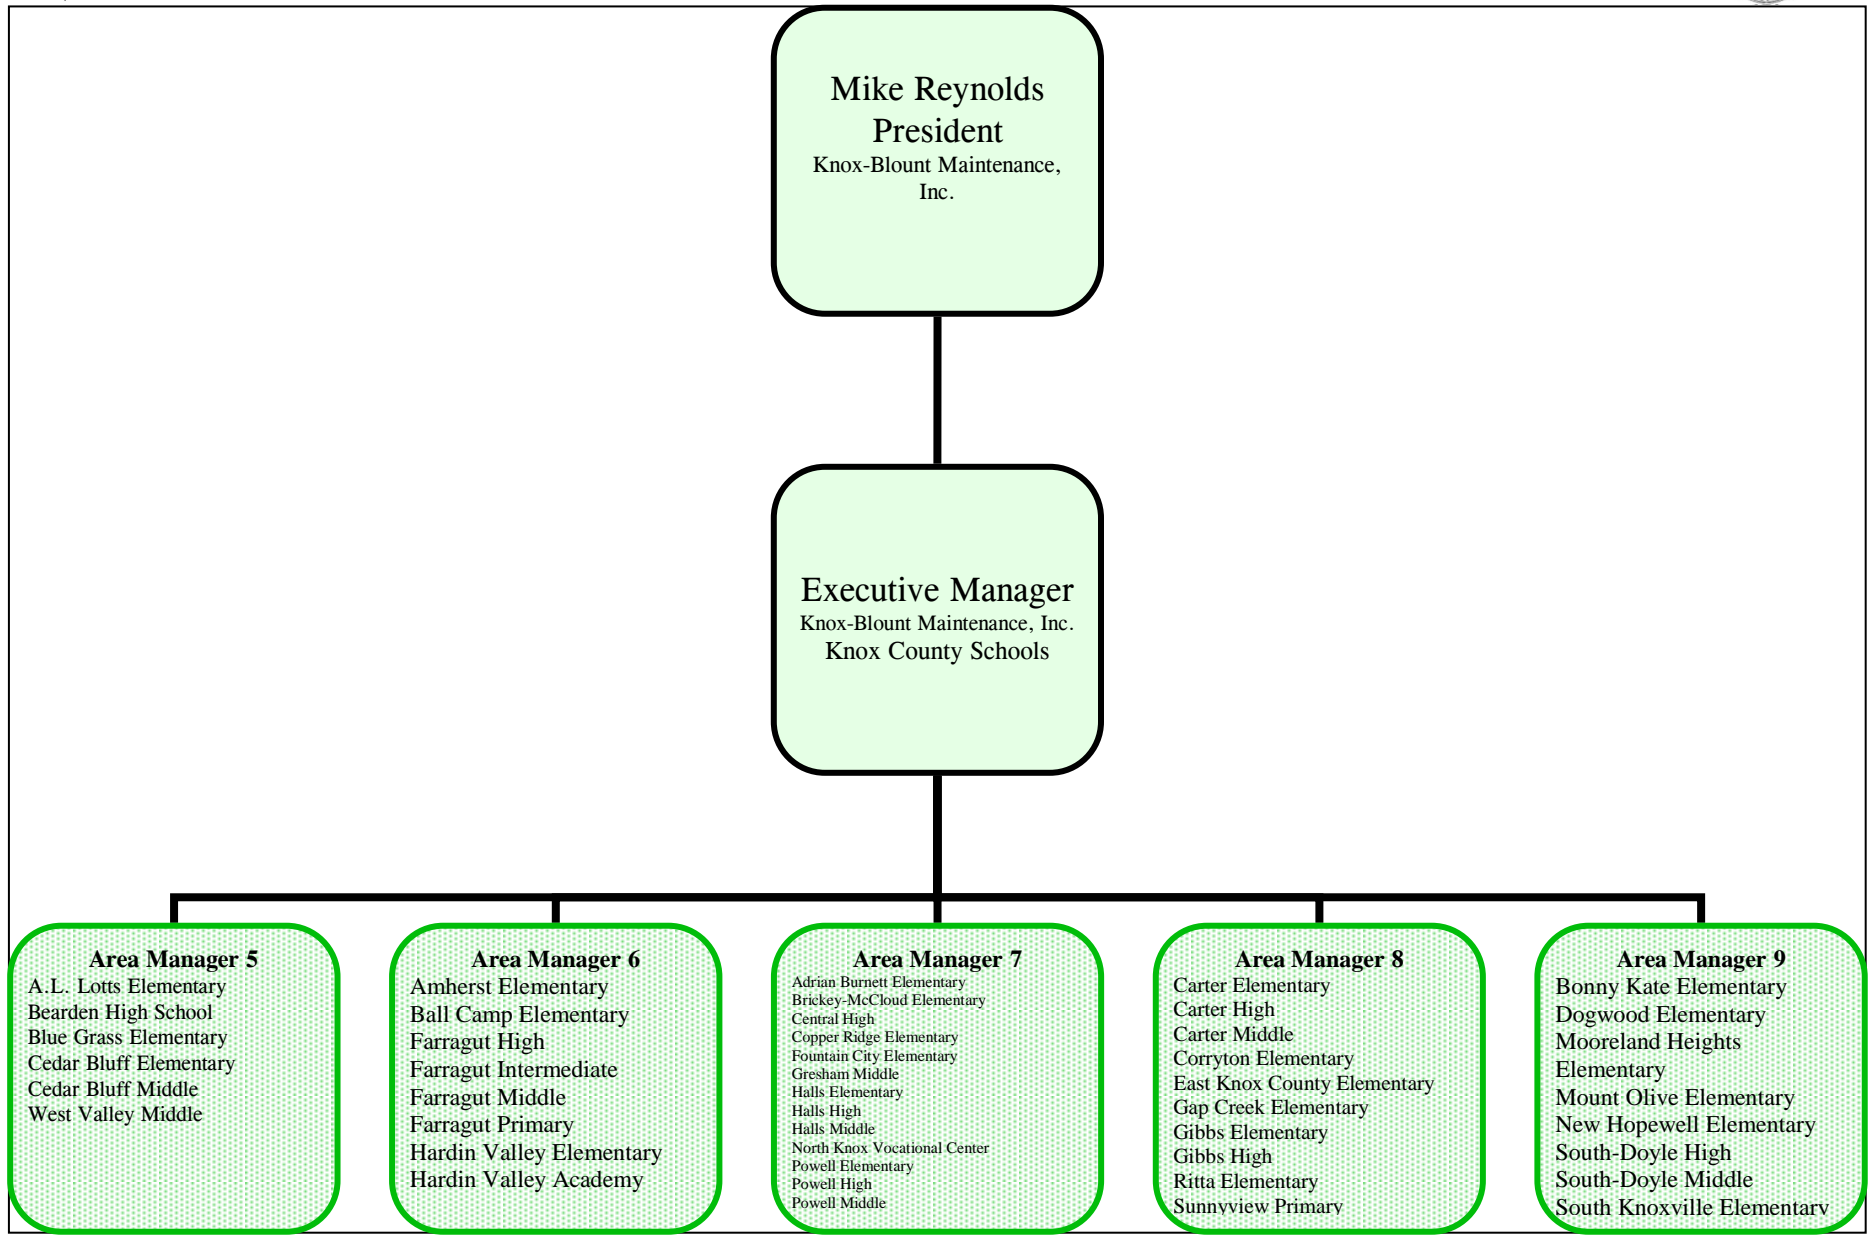 Mike Reynolds
President
Knox-Blount Maintenance,
Inc.
Executive Manager
Knox-Blount Maintenance, Inc.
Knox County Schools
Area Manager 5
A.L. Lotts Elementary
Bearden High School
Blue Grass Elementary
Cedar Bluff Elementary
Cedar Bluff Middle
West Valley Middle
Area Manager 6
Amherst Elementary
Ball Camp Elementary
Farragut High
Farragut Intermediate
Farragut Middle
Farragut Primary
Hardin Valley Elementary
Hardin Valley Academy
Area Manager 7
Adrian Burnett Elementary
Brickey-McCloud Elementary
Central High
Copper Ridge Elementary
Fountain City Elementary
Gresham Middle
Halls Elementary
Halls High
Halls Middle
North Knox Vocational Center
Powell Elementary
Powell High
Powell Middle
Area Manager 8
Carter Elementary
Carter High
Carter Middle
Corryton Elementary
East Knox County Elementary
Gap Creek Elementary
Gibbs Elementary
Gibbs High
Ritta Elementary
Sunnyview Primary
Area Manager 9
Bonny Kate Elementary
Dogwood Elementary
Mooreland Heights
Elementary
Mount Olive Elementary
New Hopewell Elementary
South-Doyle High
South-Doyle Middle
South Knoxville Elementary